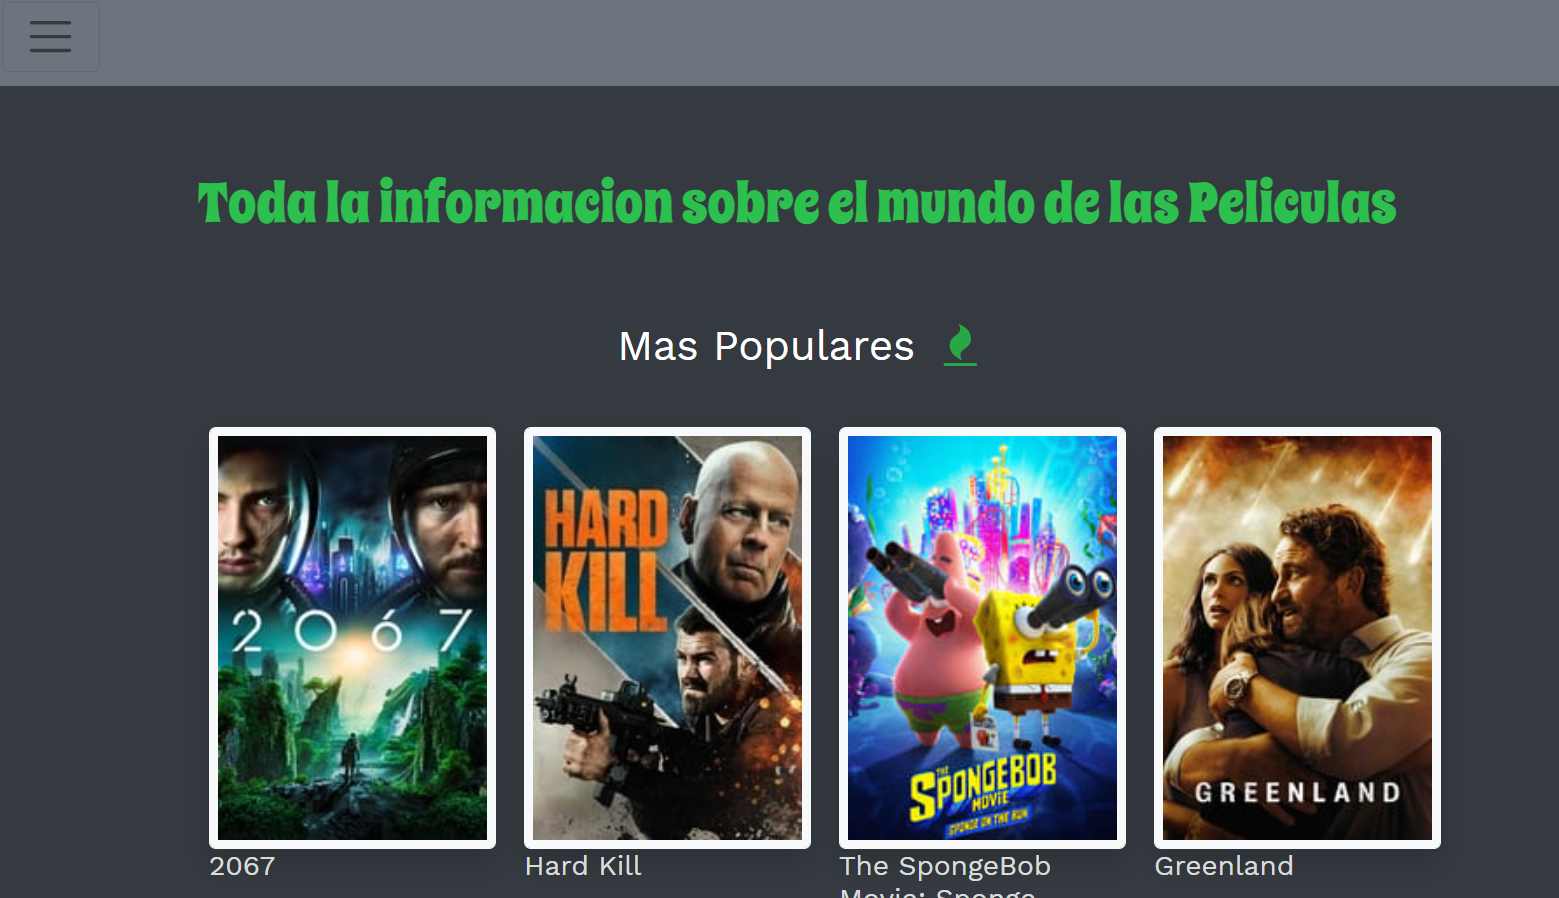 Toda la informacion sobre el mundo de las Peliculas
Mas Populares
2067
HARD
KILL
THE
SPONGEBOB
MOVIE
SPONGE ON THE RUN
GREENLAND
2067
Hard Kill
The SpongeBob
Movie: Sponge
Greenland